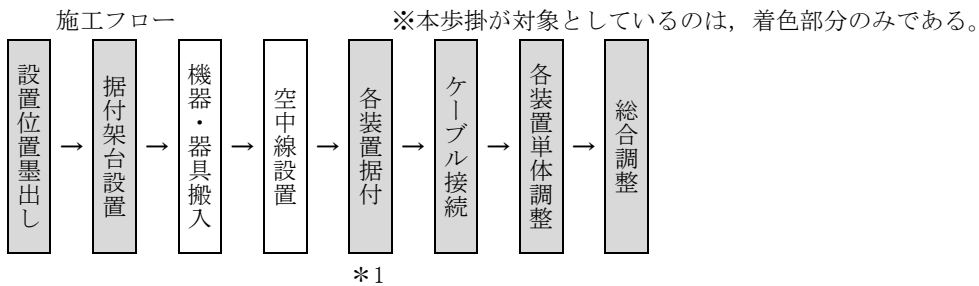 施工フロー
※本歩掛が対象としているのは，着色部分のみである。
設置位置墨出し
→
据付架台設置
→
機器・器具搬入
→
空中線設置
→
各装置据付
→
ケーブル接続
→
各装置単体調整
→
総合調整
＊1